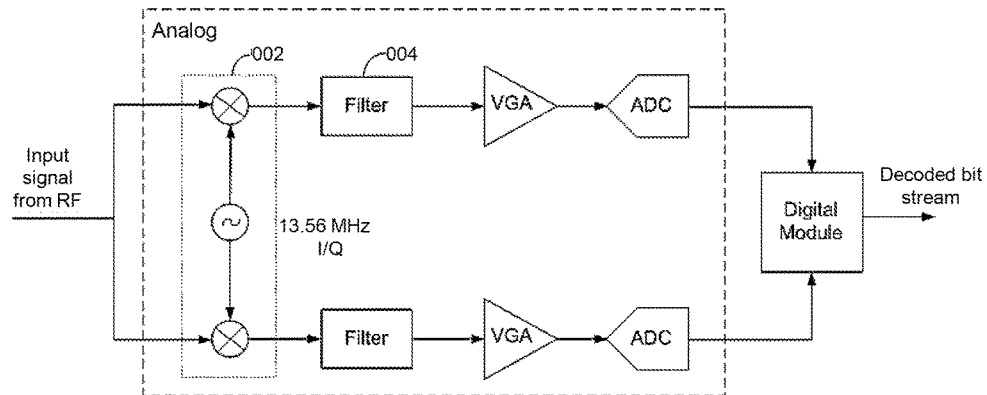 Analog
002
004
Filter
VGA
ADC
Input
signal
from RF
13.56 MHz
I/Q
Digital
Module
Decoded bit
stream
Filter
VGA
ADC